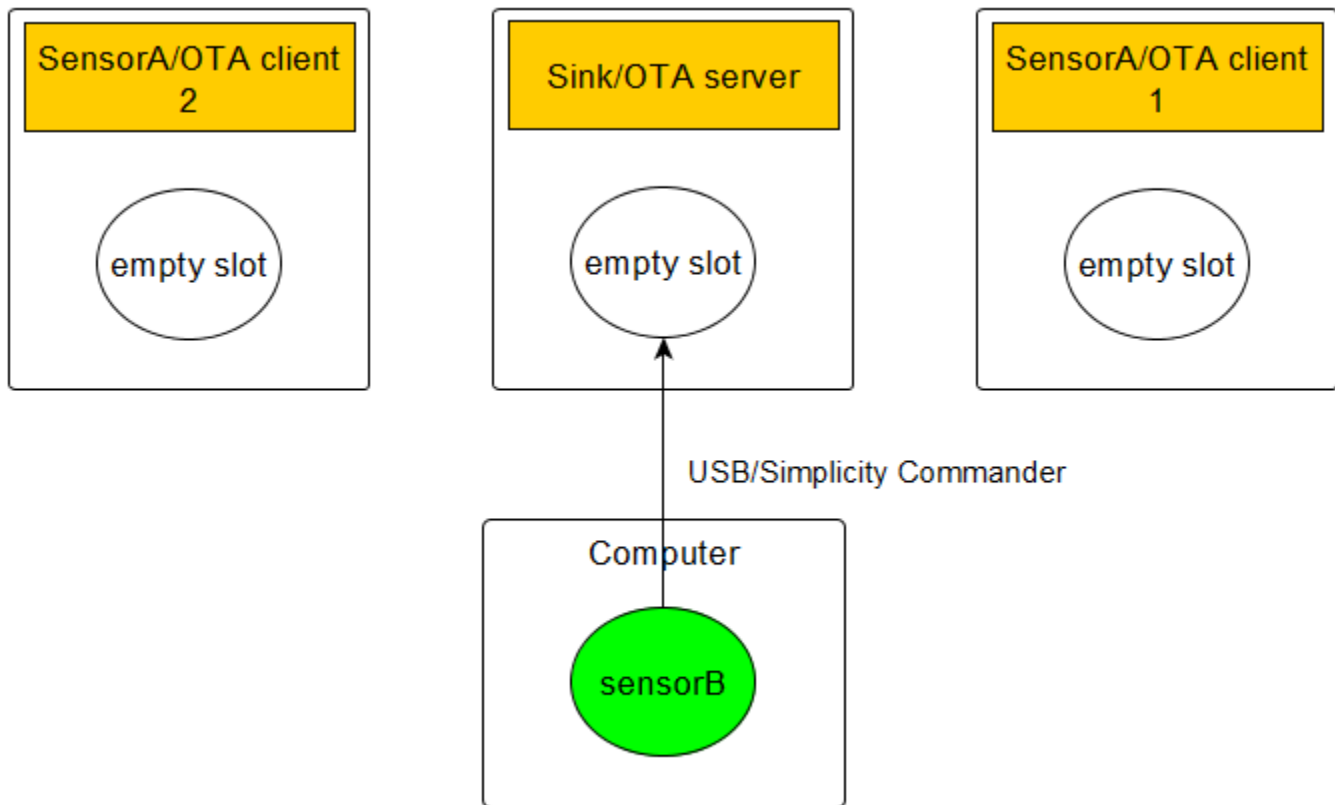 SensorA/OTA client
2
Sink/OTA server
SensorA/OTA client
1
empty slot
empty slot
empty slot
USB/Simplicity Commander
Computer
sensorB